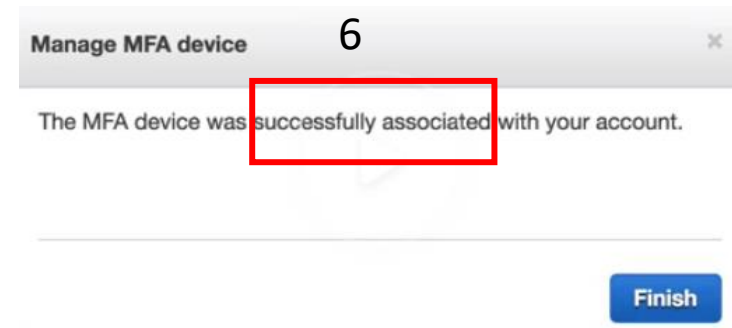 Manage MFA device 6 ×
The MFA device was successfully associated with your account.
Finish